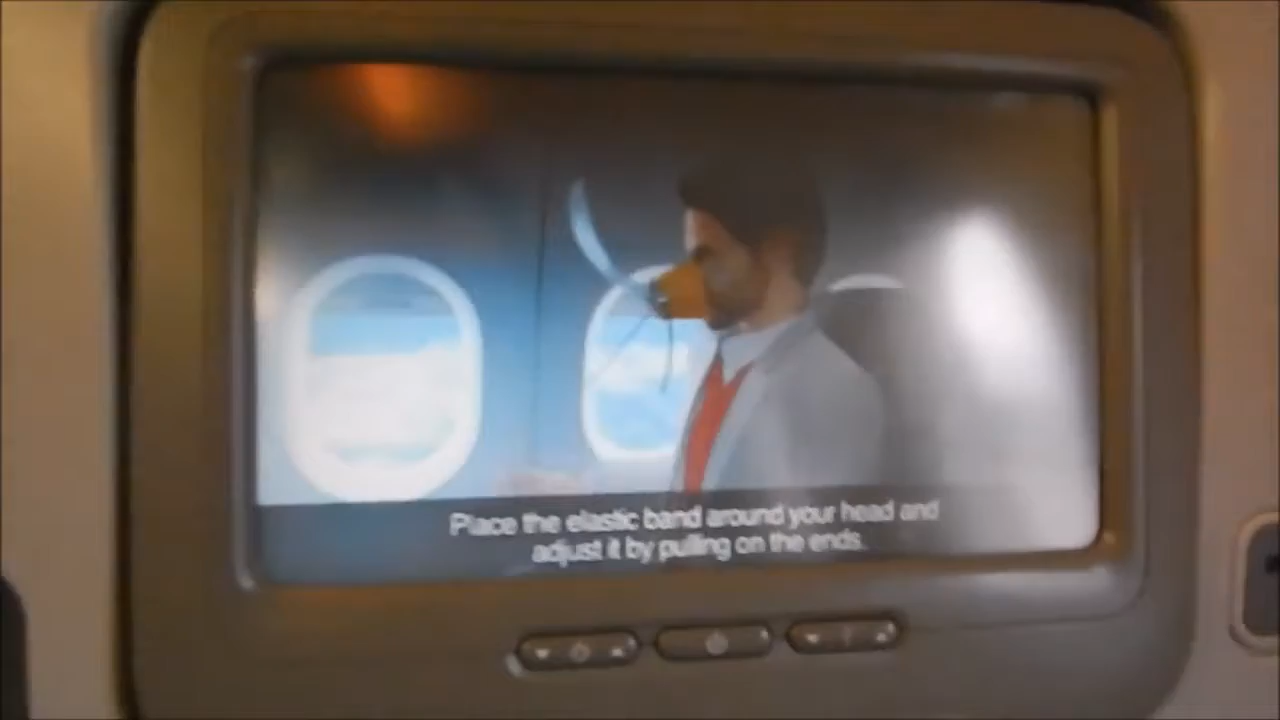 Place the elastic band around your head and
adjust it by pulling on the ends.